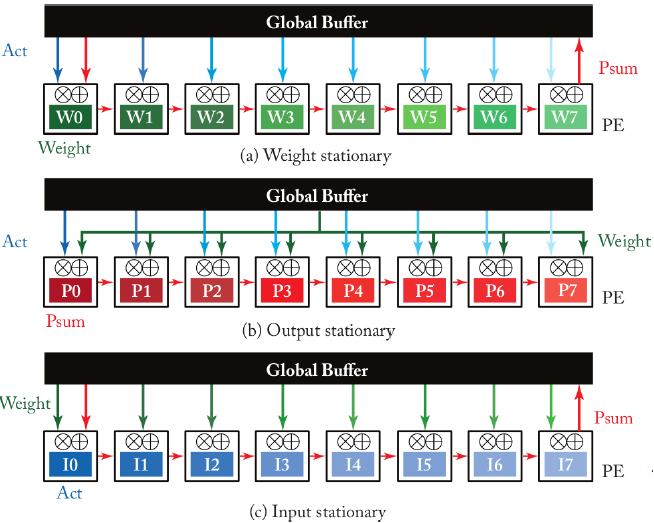 Global Buffer
Act
Psum
W0 W1 W2 W3 W4 W5 W6 W7
PE
Weight
(a) Weight stationary
Global Buffer
Act
Weight
P0 P1 P2 P3 P4 P5 P6 P7
PE
Psum
(b) Output stationary
Global Buffer
Weight
Psum
I0 I1 I2 I3 I4 I5 I6 I7
PE
Act
(c) Input stationary